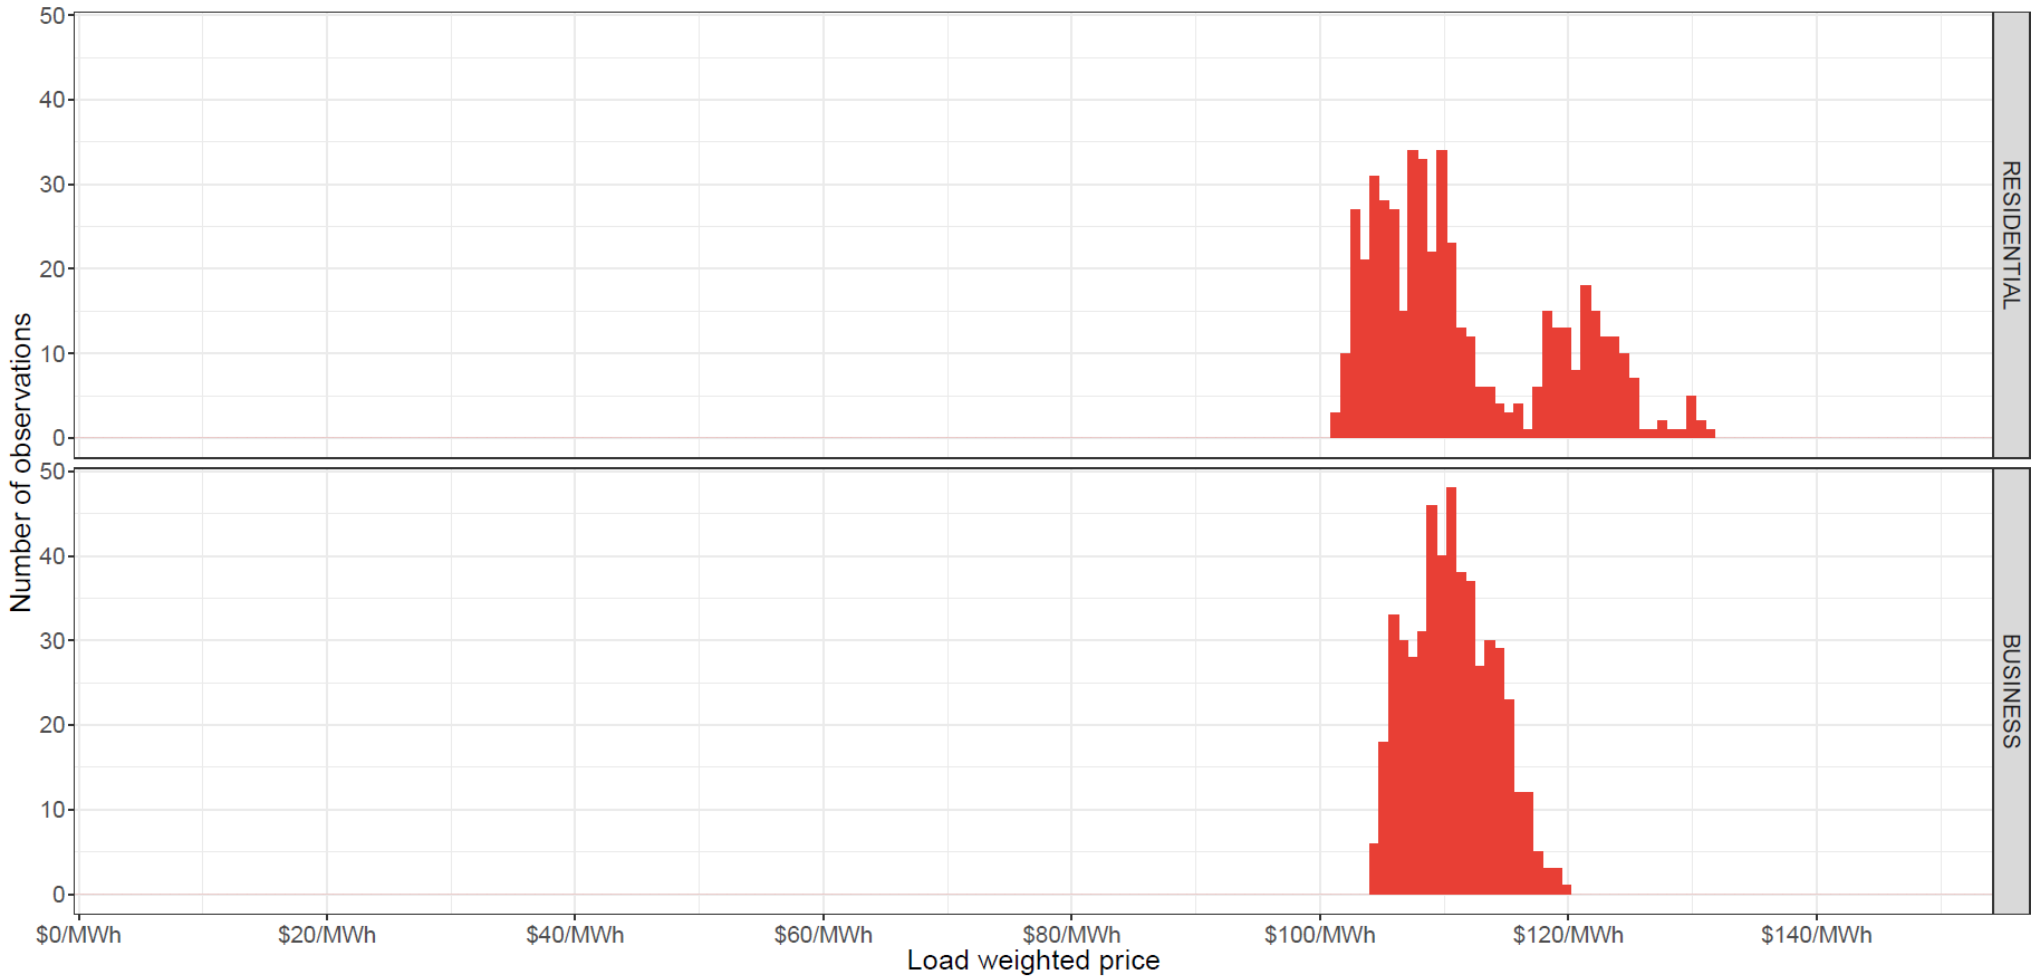 Number of observations
50
40
30
20
10
0
RESIDENTIAL
50
40
30
20
10
0
BUSINESS
$0/MWh $20/MWh $40/MWh $60/MWh $80/MWh $100/MWh $120/MWh $140/MWh
Load weighted price